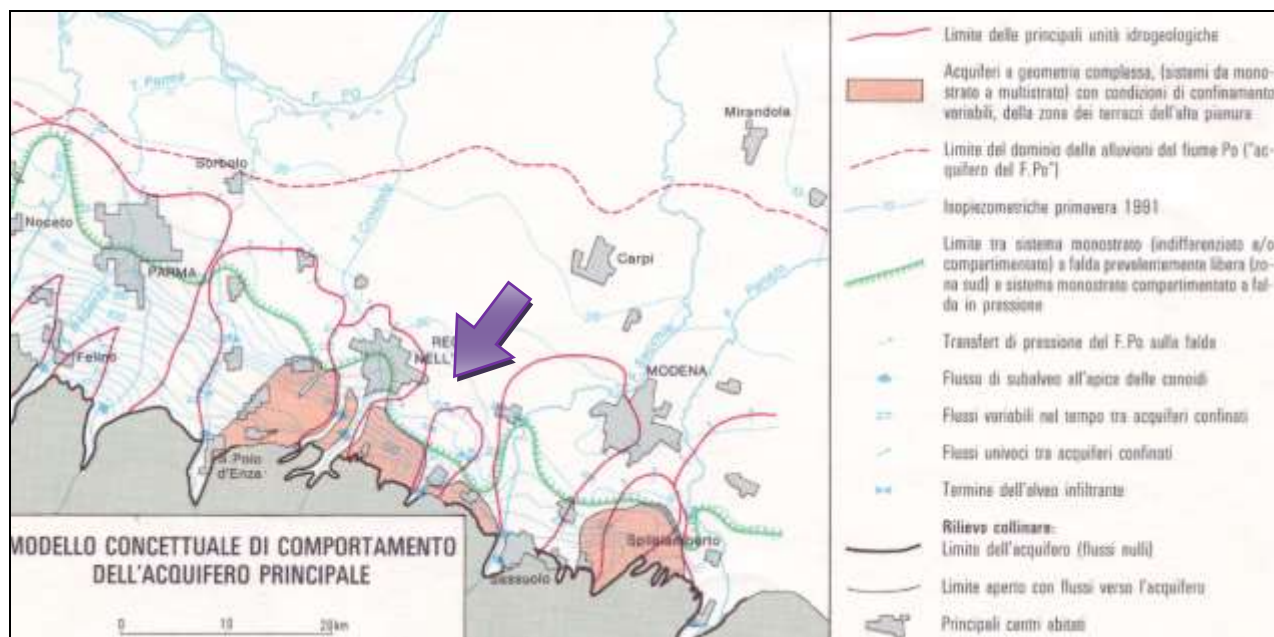 T. Parma
F. PO
Mirandola
Sorbolo
T. Crostolo
Noceto
PARMA
Carpi
Felino
REG
NELL'
MODENA
S. Polo
d'Enza
Spilamberto
Sassuolo
MODELLO CONCETTUALE DI COMPORTAMENTO
DELL'ACQUIFERO PRINCIPALE
0 10 20km
Limite delle principali unità idrogeologiche
Acquiferi a geometria complessa, (sistemi da mono-
strato a multistrato) con condizioni di confinamento
variabili, della zona dei terrazzi dell'alta pianura
Limite del dominio delle alluvioni del fiume Po ("ac-
quifero del F.Po")
Isopiezometriche primavera 1991
Limite tra sistema monostrato (indifferenziato e/o
compartimentato) a falda prevalentemente libera (zo-
na sud) e sistema monostrato compartimentato a fal-
da in pressione
Transfert di pressione del F.Po sulla falda
Flusso di subalveo all'apice delle conoidi
Flussi variabili nel tempo tra acquiferi confinati
Flussi univoci tra acquiferi confinati
Termine dell'alveo infiltrante
Rilievo collinare:
Limite dell'acquifero (flussi nulli)
Limite aperto con flussi verso l'acquifero
Principali centri abitati